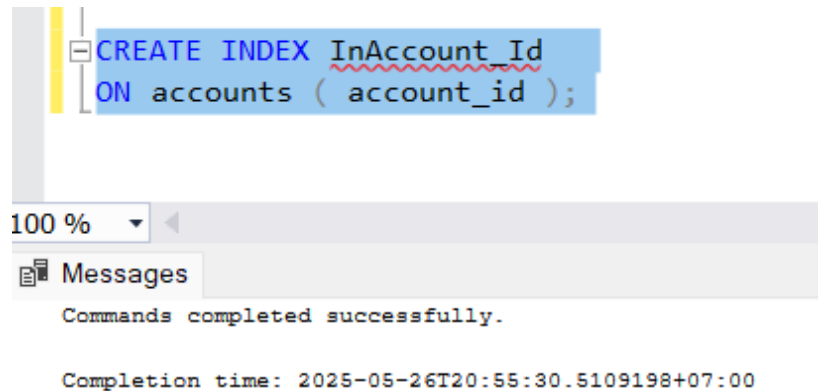 CREATE INDEX InAccount_Id
ON accounts ( account_id );
100 %
Messages
Commands completed successfully.
Completion time: 2025-05-26T20:55:30.5109198+07:00